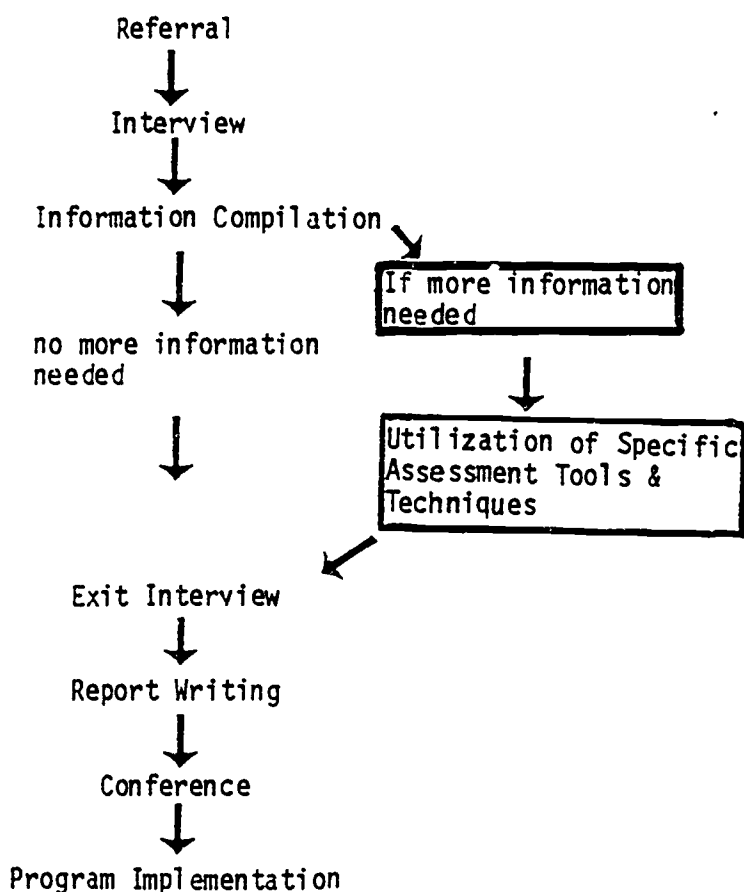 Referral
Interview
Information Compilation
If more information
needed
no more information
needed
Utilization of Specific
Assessment Tools &
Techniques
Exit Interview
Report Writing
Conference
Program Implementation